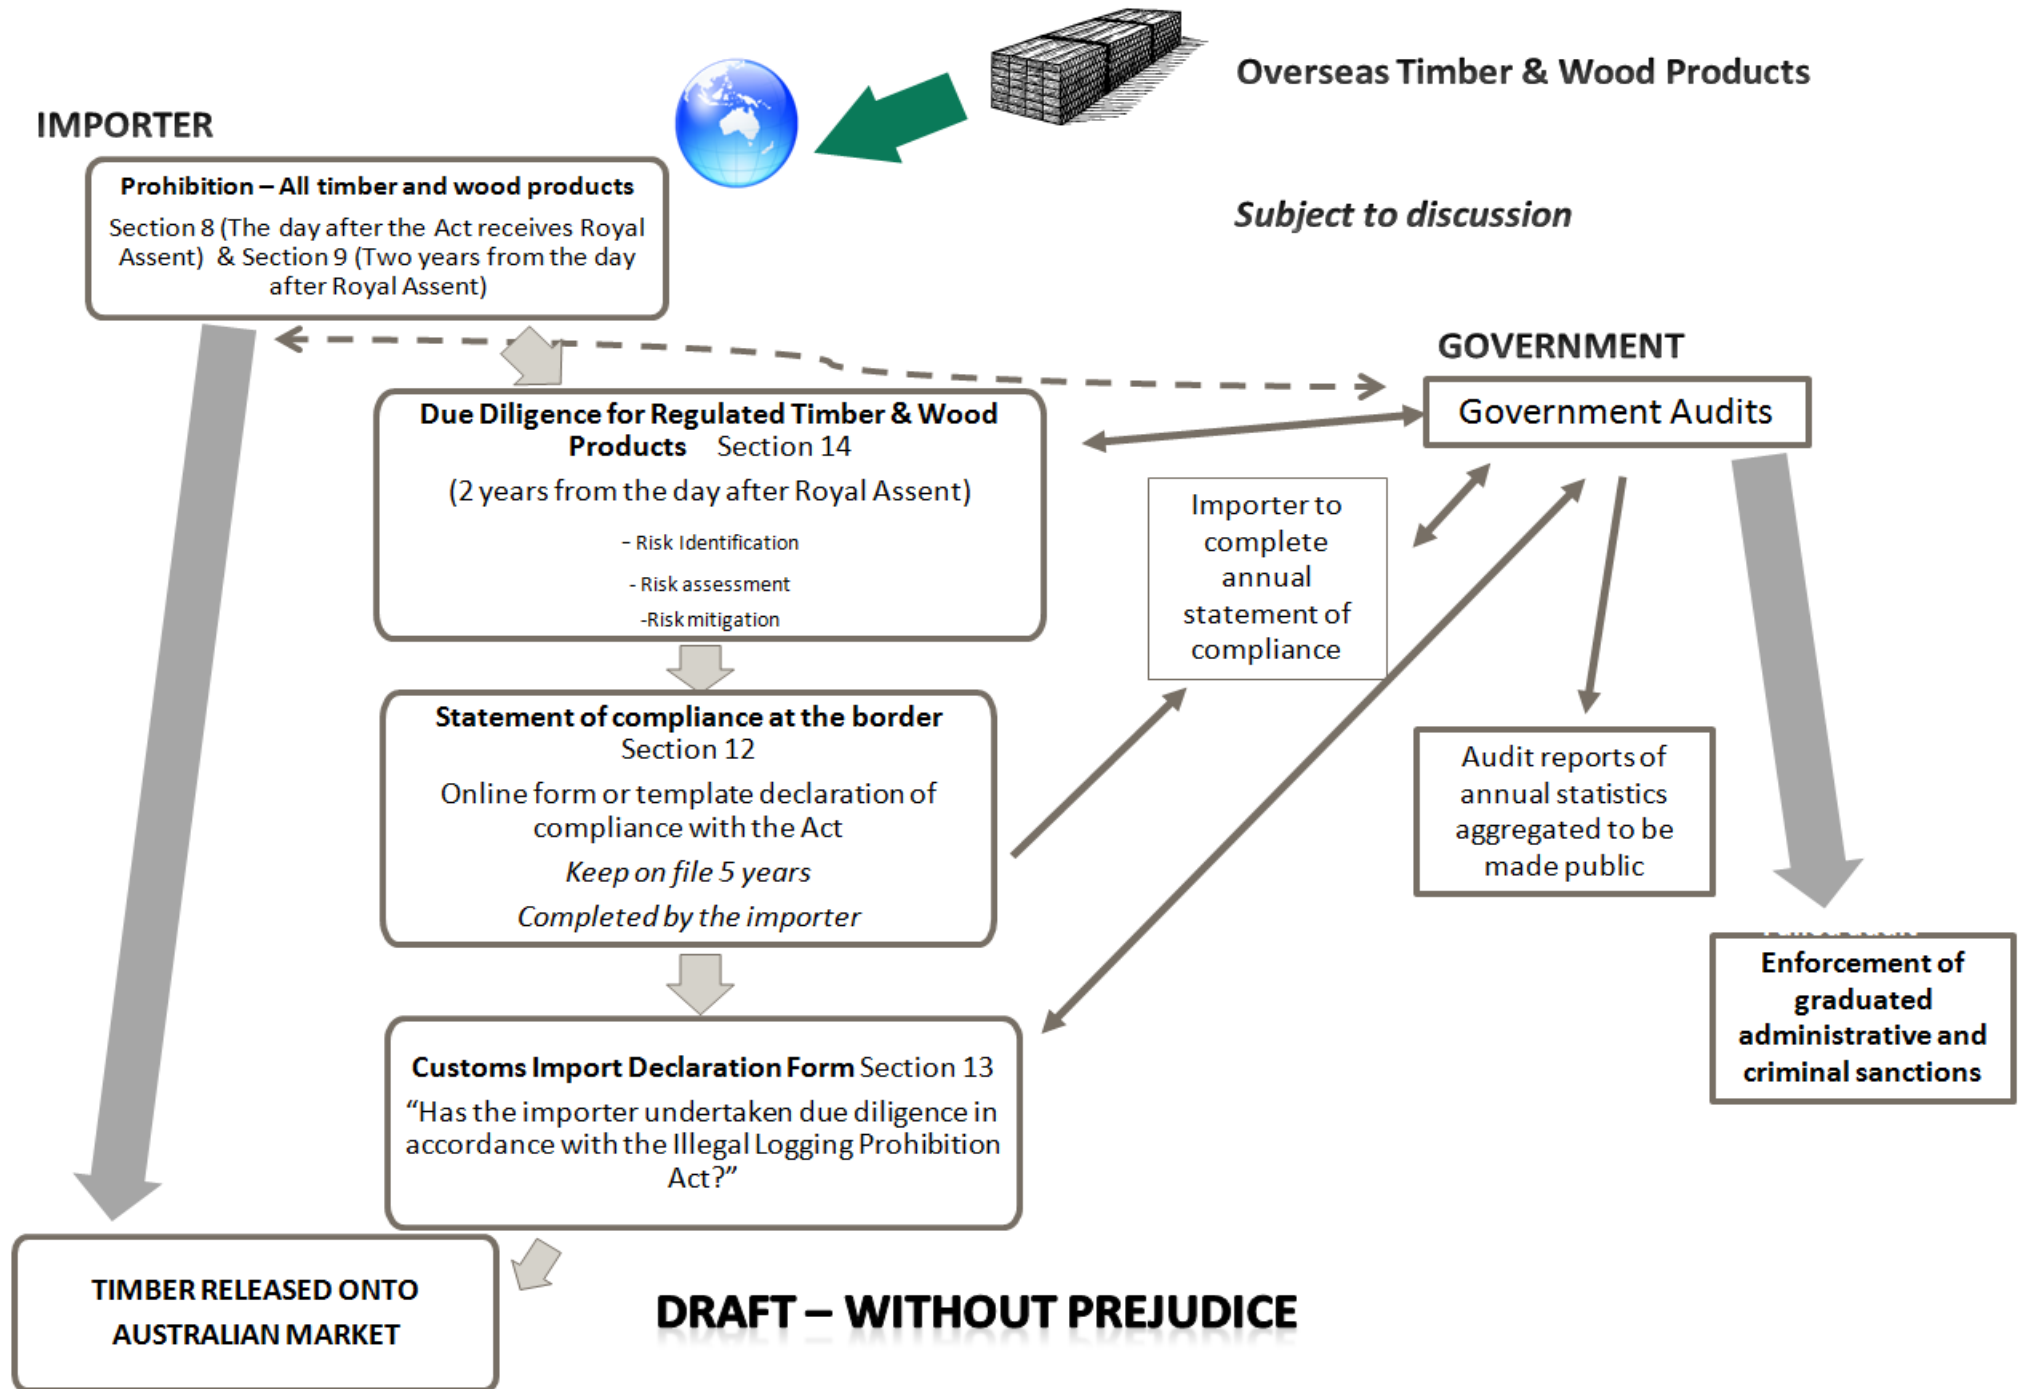 Overseas Timber & Wood Products
IMPORTER
Prohibition – All timber and wood products
Section 8 (The day after the Act receives Royal
Assent) & Section 9 (Two years from the day
after Royal Assent)
Subject to discussion
GOVERNMENT
Government Audits
Due Diligence for Regulated Timber & Wood
Products Section 14
(2 years from the day after Royal Assent)
- Risk Identification
- Risk assessment
-Risk mitigation
Importer to
complete
annual
statement of
compliance
Statement of compliance at the border
Section 12
Online form or template declaration of
compliance with the Act
Keep on file 5 years
Completed by the importer
Audit reports of
annual statistics
aggregated to be
made public
Enforcement of
graduated
administrative and
criminal sanctions
Customs Import Declaration Form Section 13
“Has the importer undertaken due diligence in
accordance with the Illegal Logging Prohibition
Act?”
TIMBER RELEASED ONTO
AUSTRALIAN MARKET
DRAFT – WITHOUT PREJUDICE